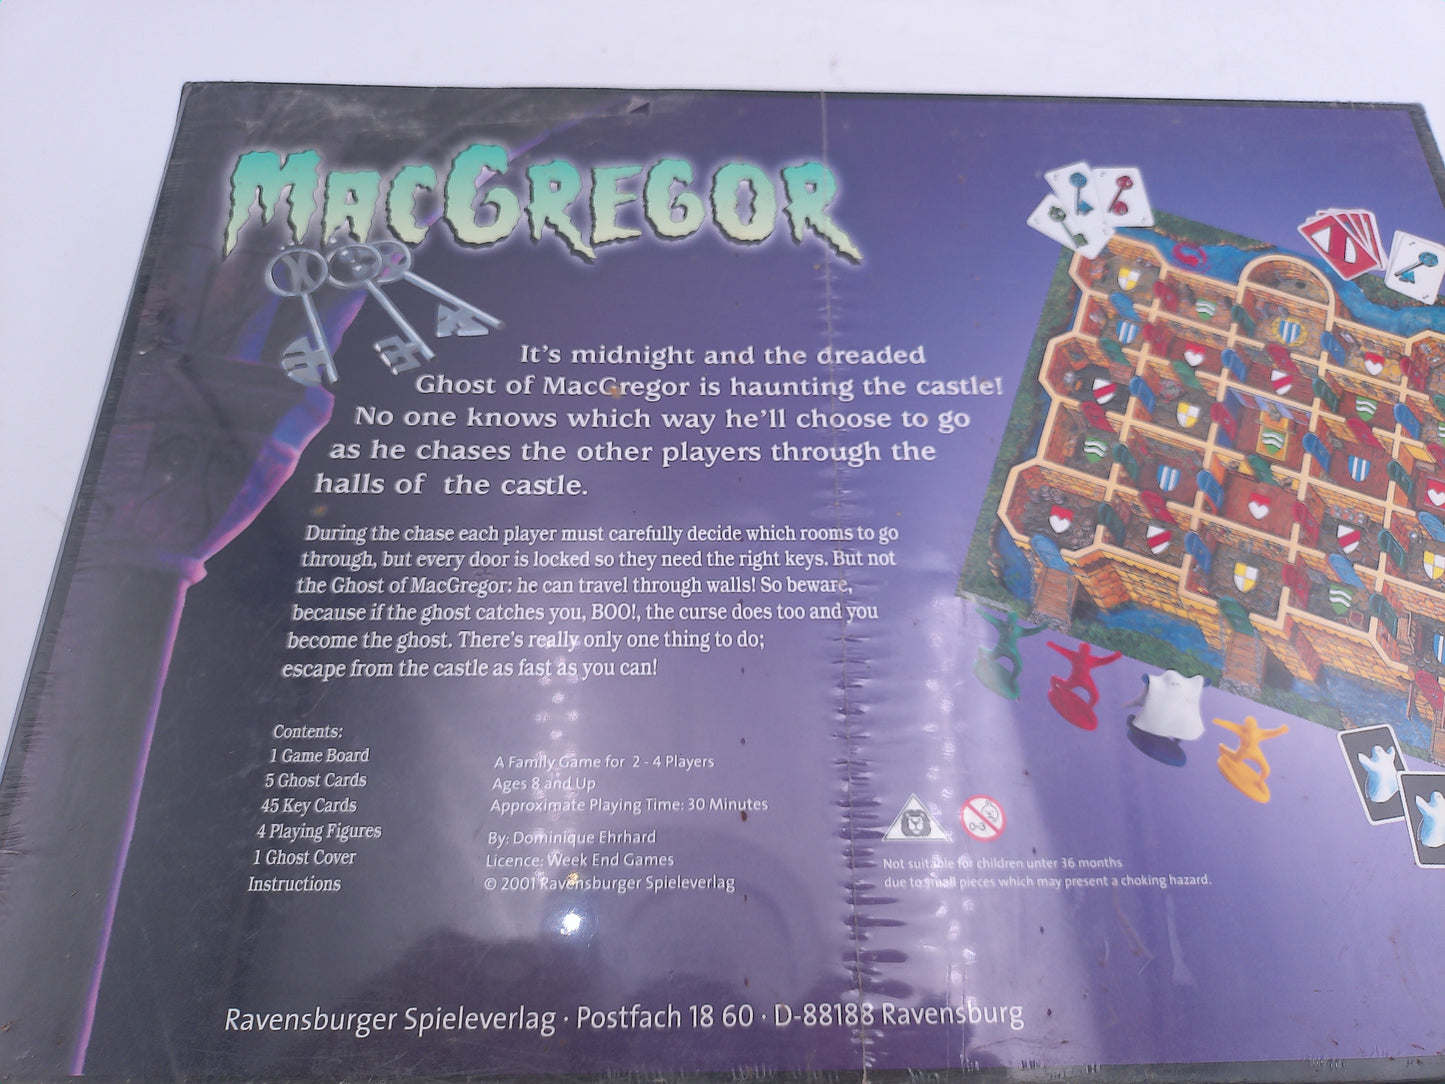 MACGREGOR
It's midnight and the dreaded
Ghost of MacGregor is haunting the castle!
No one knows which way he'll choose to go
as he chases the other players through the
halls of the castle.
During the chase each player must carefully decide which rooms to go
through, but every door is locked so they need the right keys. But not
the Ghost of MacGregor: he can travel through walls! So beware,
because if the ghost catches you, BOO!, the curse does too and you
become the ghost. There's really only one thing to do;
escape from the castle as fast as you can!
Contents:
1 Game Board
5 Ghost Cards
45 Key Cards
4 Playing Figures
1 Ghost Cover
Instructions
A Family Game for 2 - 4 Players
Ages 8 and Up
Approximate Playing Time: 30 Minutes
By: Dominique Ehrhard
Licence: Week End Games
© 2001 Ravensburger Spieleverlag
0-3
Not suitable for children unter 36 months
due to small pieces which may present a choking hazard.
Ravensburger Spieleverlag · Postfach 18 60 · D-88188 Ravensburg